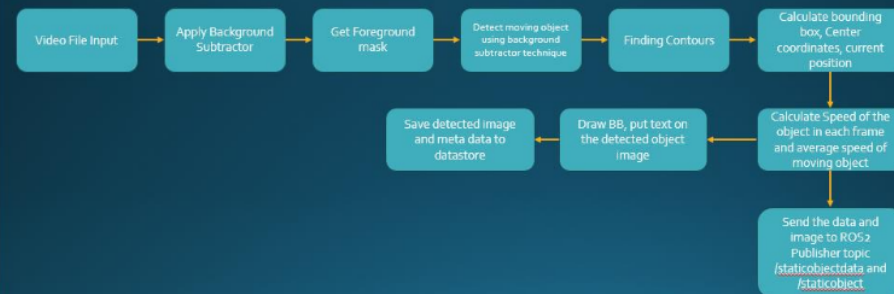 Video File Input
Apply Background
Subtractor
Get Foreground
mask
Detect moving object
using background
subtractor technique
Finding Contours
Calculate bounding
box, Center
coordinates, current
position
Calculate Speed of the
object in each frame
and average speed of
moving object
Draw BB, put text on
the detected object
image
Save detected image
and meta data to
datastore
Send the data and
image to ROS2
Publisher topic
/staticobjectdata and
/staticobject